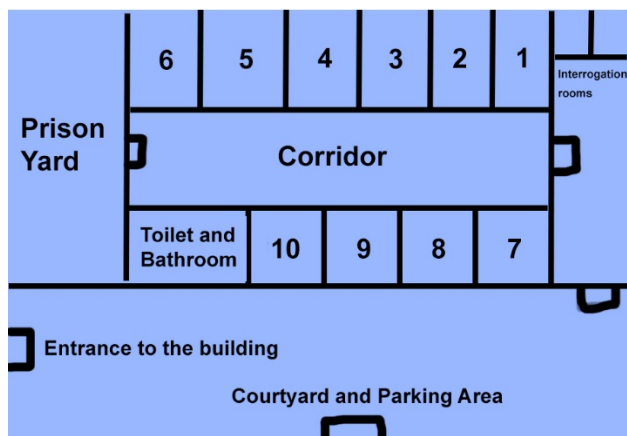 6 5 4 3 2 1
Interrogation
rooms
Prison
Yard
Corridor
Toilet and
Bathroom
10 9 8 7
Entrance to the building
Courtyard and Parking Area